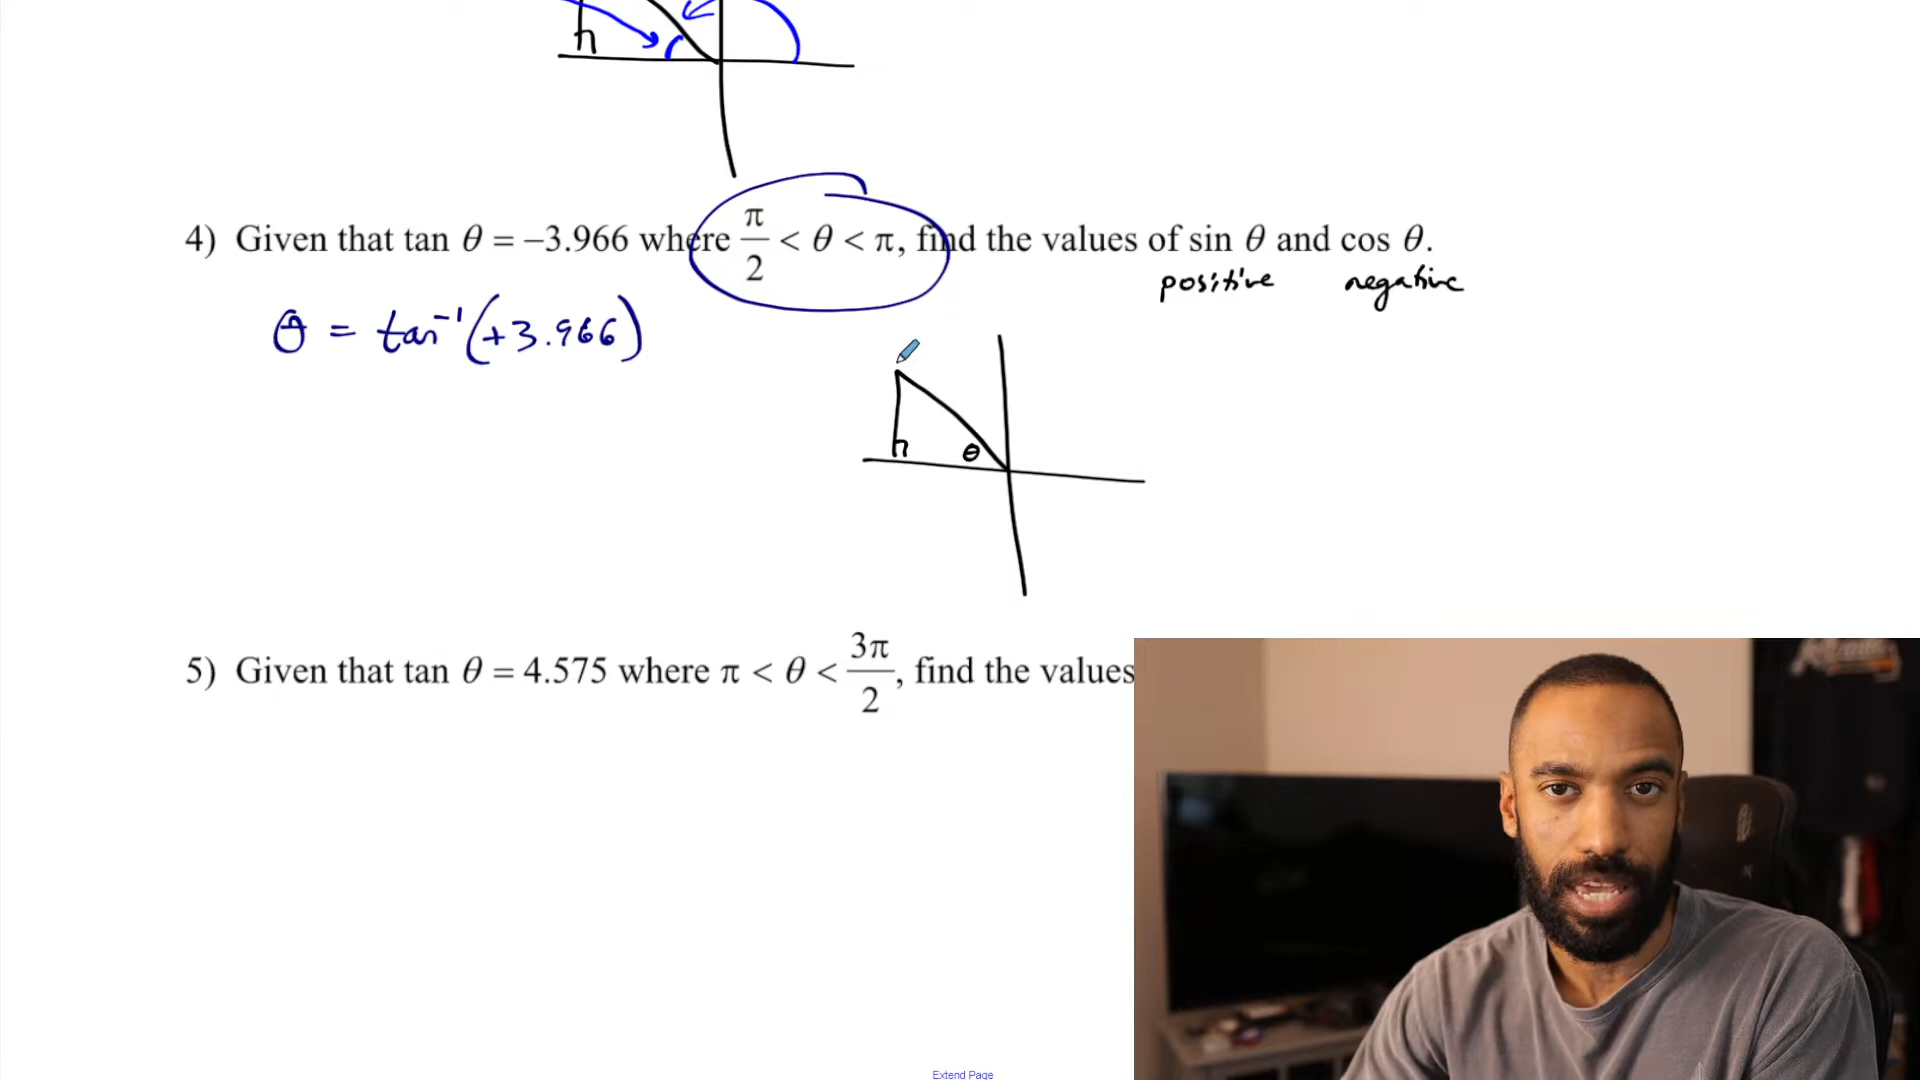 4) Given that tan θ = −3.966 where π/2 < θ < π, find the values of sin θ and cos θ.
positive negative
θ = tan⁻¹(+3.966)
θ
5) Given that tan θ = 4.575 where π < θ < 3π/2, find the values
Extend Page